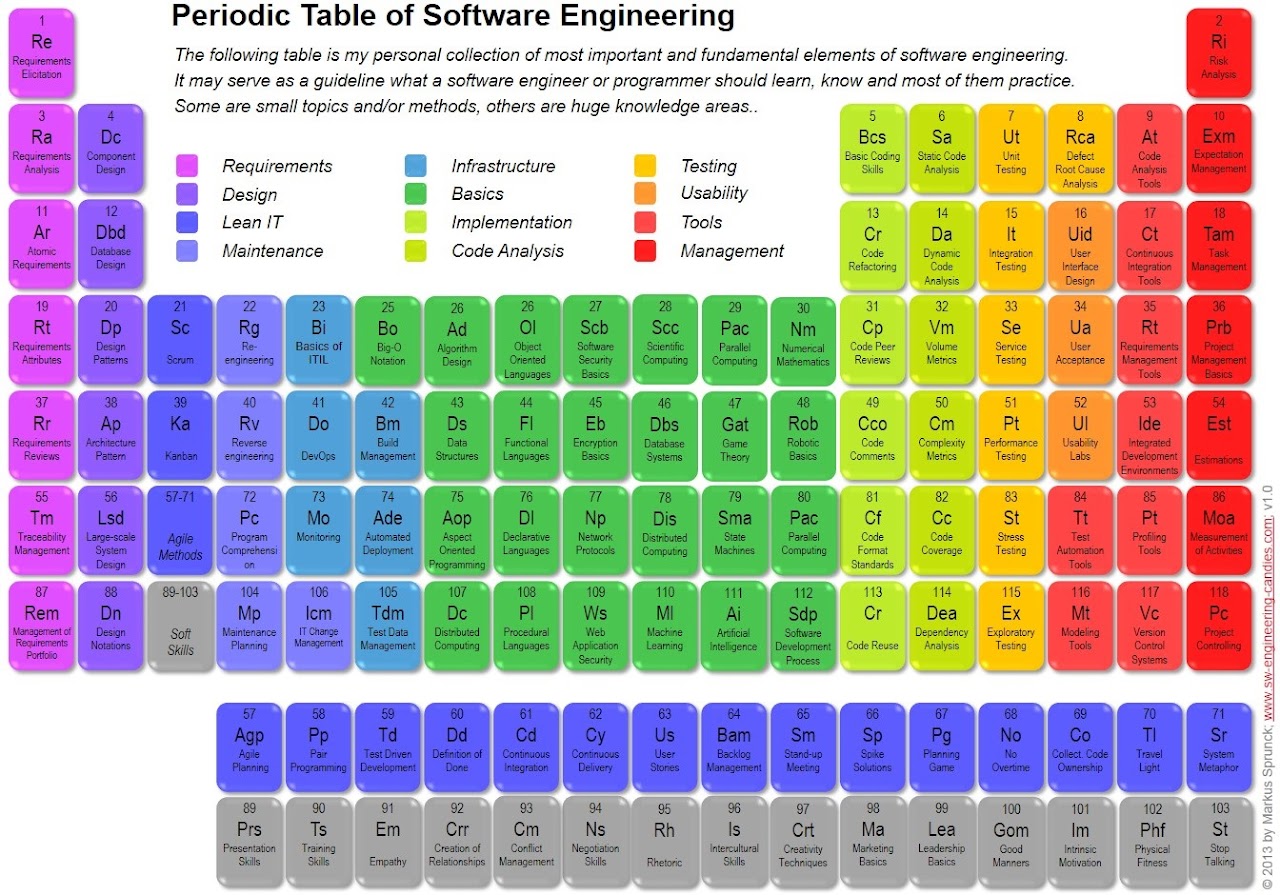 Periodic Table of Software Engineering
The following table is my personal collection of most important and fundamental elements of software engineering.
It may serve as a guideline what a software engineer or programmer should learn, know and most of them practice.
Some are small topics and/or methods, others are huge knowledge areas..
1
Re
Requirements
Elicitation
2
Ri
Risk
Analysis
Requirements
Design
Lean IT
Maintenance
Infrastructure
Basics
Implementation
Code Analysis
Testing
Usability
Tools
Management
3
Ra
Requirements
Analysis
4
Dc
Component
Design
5
Bcs
Basic Coding
Skills
6
Sa
Static Code
Analysis
7
Ut
Unit
Testing
8
Rca
Defect
Root Cause
Analysis
9
At
Code
Analysis
Tools
10
Exm
Expectation
Management
11
Ar
Atomic
Requirements
12
Dbd
Database
Design
13
Cr
Code
Refactoring
14
Da
Dynamic
Code
Analysis
15
It
Integration
Testing
16
Uid
User
Interface
Design
17
Ct
Continuous
Integration
Tools
18
Tam
Task
Management
19
Rt
Requirements
Attributes
20
Dp
Design
Patterns
21
Sc
Scrum
22
Rg
Re-
engineering
23
Bi
Basics of
ITIL
25
Bo
Big-O
Notation
26
Ad
Algorithm
Design
26
Ol
Object
Oriented
Languages
27
Scb
Software
Security
Basics
28
Scc
Scientific
Computing
29
Pac
Parallel
Computing
30
Nm
Numerical
Mathematics
31
Cp
Code Peer
Reviews
32
Vm
Volume
Metrics
33
Se
Service
Testing
34
Ua
User
Acceptance
35
Rt
Requirements
Management
Tools
36
Prb
Project
Management
Basics
37
Rr
Requirements
Reviews
38
Ap
Architecture
Pattern
39
Ka
Kanban
40
Rv
Reverse
engineering
41
Do
DevOps
42
Bm
Build
Management
43
Ds
Data
Structures
44
Fl
Functional
Languages
45
Eb
Encryption
Basics
46
Dbs
Database
Systems
47
Gat
Game
Theory
48
Rob
Robotic
Basics
49
Cco
Code
Comments
50
Cm
Complexity
Metrics
51
Pt
Performance
Testing
52
Ul
Usability
Labs
53
Ide
Integrated
Development
Environments
54
Est
Estimations
55
Tm
Traceability
Management
56
Lsd
Large-scale
System
Design
57-71
Agile
Methods
72
Pc
Program
Comprehensi
on
73
Mo
Monitoring
74
Ade
Automated
Deployment
75
Aop
Aspect
Oriented
Programming
76
Dl
Declarative
Languages
77
Np
Network
Protocols
78
Dis
Distributed
Computing
79
Sma
State
Machines
80
Pac
Parallel
Computing
81
Cf
Code
Format
Standards
82
Cc
Code
Coverage
83
St
Stress
Testing
84
Tt
Test
Automation
Tools
85
Pt
Profiling
Tools
86
Moa
Measurement
of Activities
87
Rem
Management of
Requirements
Portfolio
88
Dn
Design
Notations
89-103
Soft
Skills
104
Mp
Maintenance
Planning
106
Icm
IT Change
Management
105
Tdm
Test Data
Management
107
Dc
Distributed
Computing
108
Pl
Procedural
Languages
109
Ws
Web
Application
Security
110
Ml
Machine
Learning
111
Ai
Artificial
Intelligence
112
Sdp
Software
Development
Process
113
Cr
Code Reuse
114
Dea
Dependency
Analysis
115
Ex
Exploratory
Testing
116
Mt
Modeling
Tools
117
Vc
Version
Control
Systems
118
Pc
Project
Controlling
57
Agp
Agile
Planning
58
Pp
Pair
Programming
59
Td
Test Driven
Development
60
Dd
Definition of
Done
61
Cd
Continuous
Integration
62
Cy
Continuous
Delivery
63
Us
User
Stories
64
Bam
Backlog
Management
65
Sm
Stand-up
Meeting
66
Sp
Spike
Solutions
67
Pg
Planning
Game
68
No
No
Overtime
69
Co
Collect. Code
Ownership
70
Tl
Travel
Light
71
Sr
System
Metaphor
89
Prs
Presentation
Skills
90
Ts
Training
Skills
91
Em
Empathy
92
Crr
Creation of
Relationships
93
Cm
Conflict
Management
94
Ns
Negotiation
Skills
95
Rh
Rhetoric
96
Is
Intercultural
Skills
97
Crt
Creativity
Techniques
98
Ma
Marketing
Basics
99
Lea
Leadership
Basics
100
Gom
Good
Manners
101
Im
Intrinsic
Motivation
102
Phf
Physical
Fitness
103
St
Stop
Talking
© 2013 by Markus Sprunck; www.sw-engineering-candies.com; v1.0